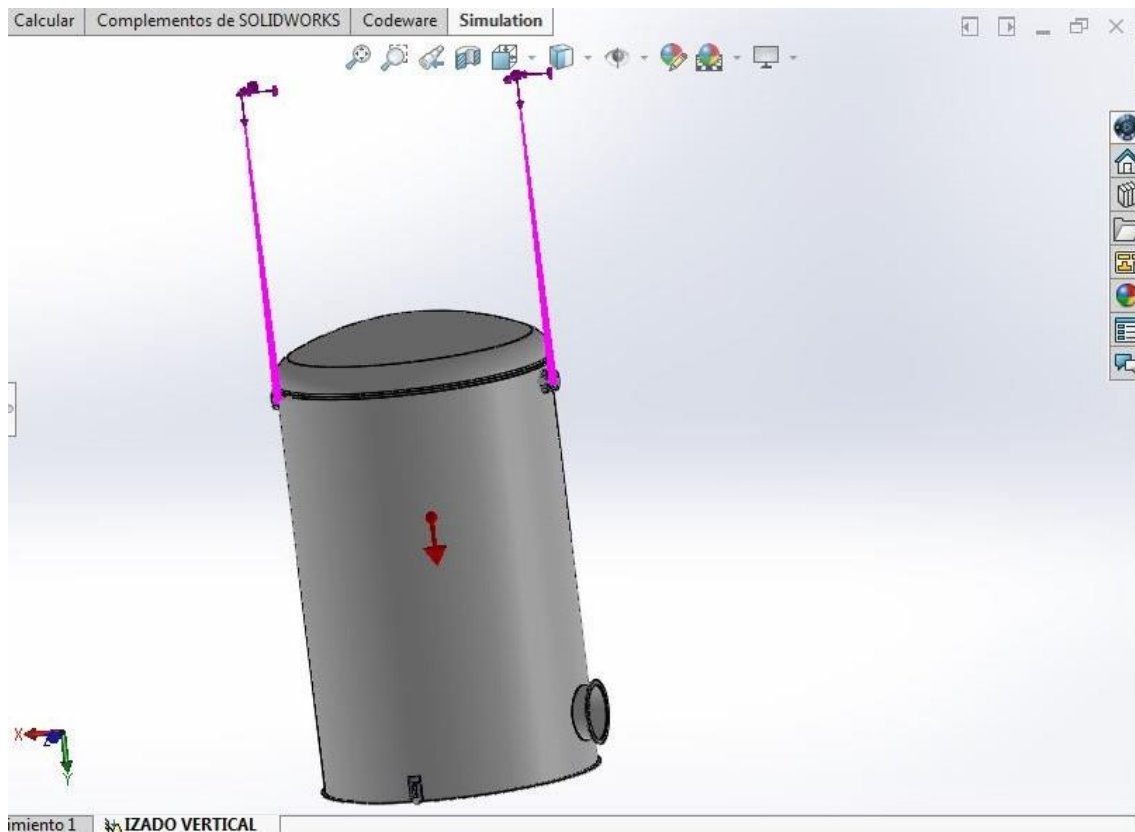 Calcular Complementos de SOLIDWORKS Codeware Simulation
X
Y
imiento 1 IZADO VERTICAL